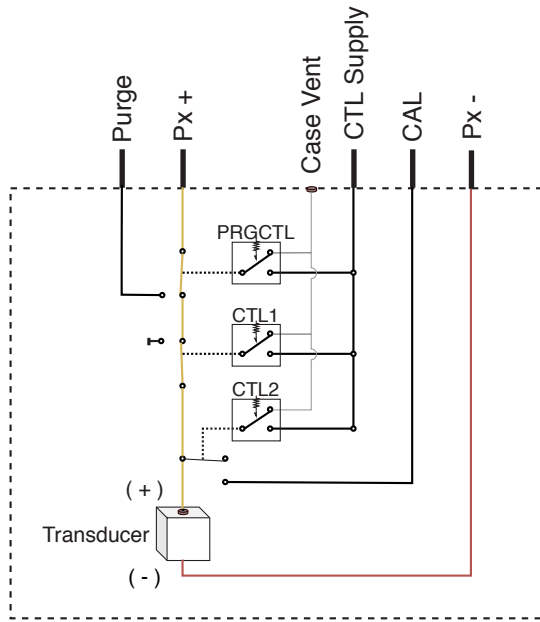 Purge
Px +
Case Vent
CTL Supply
CAL
Px -
PRGCTL
CTL1
CTL2
(+)
Transducer
(-)